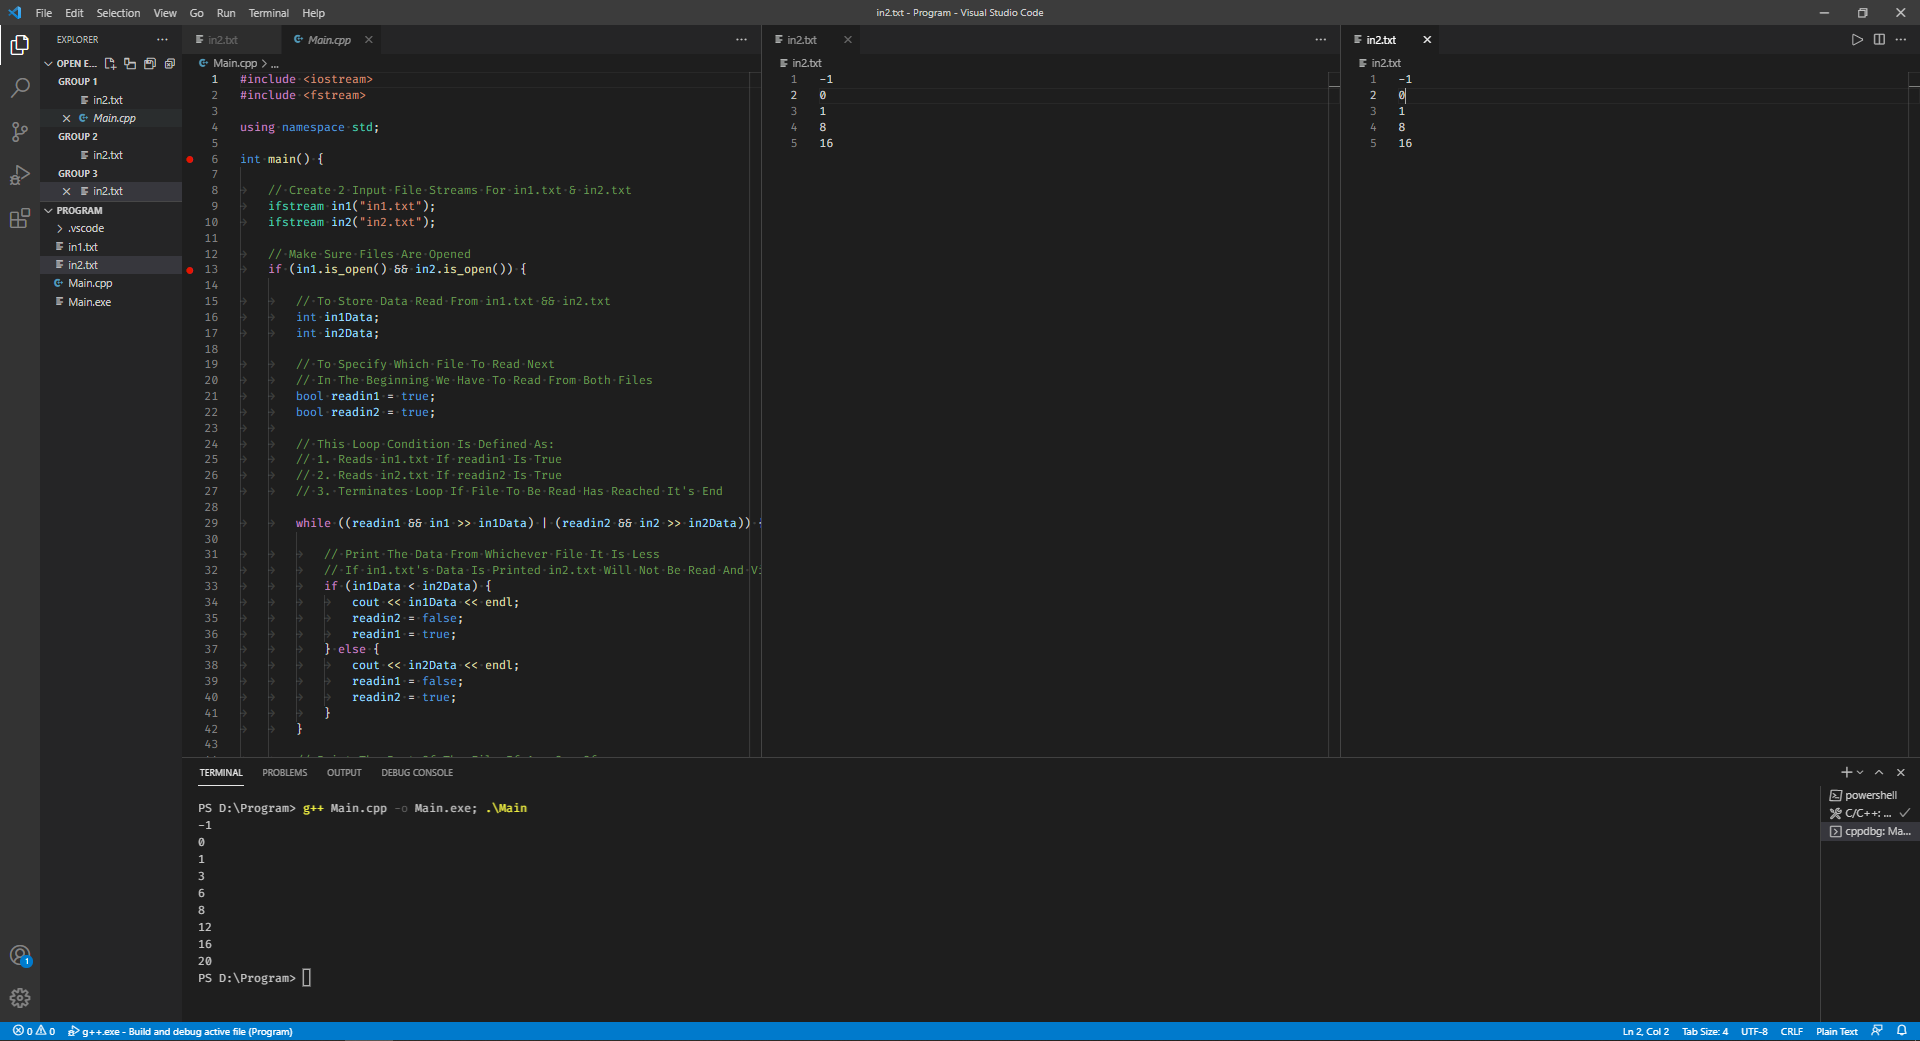 File Edit Selection View Go Run Terminal Help
in2.txt - Program - Visual Studio Code
EXPLORER
OPEN E...
GROUP 1
in2.txt
Main.cpp
GROUP 2
in2.txt
GROUP 3
in2.txt
PROGRAM
.vscode
in1.txt
in2.txt
Main.cpp
Main.exe
1
in2.txt Main.cpp
Main.cpp > ...
1 #include <iostream>
2 #include <fstream>
3
4 using namespace std;
5
6 int main() {
7
8 // Create 2 Input File Streams For in1.txt & in2.txt
9 ifstream in1("in1.txt");
10 ifstream in2("in2.txt");
11
12 // Make Sure Files Are Opened
13 if (in1.is_open() && in2.is_open()) {
14
15 // To Store Data Read From in1.txt && in2.txt
16 int in1Data;
17 int in2Data;
18
19 // To Specify Which File To Read Next
20 // In The Beginning We Have To Read From Both Files
21 bool readin1 = true;
22 bool readin2 = true;
23
24 // This Loop Condition Is Defined As:
25 // 1. Reads in1.txt If readin1 Is True
26 // 2. Reads in2.txt If readin2 Is True
27 // 3. Terminates Loop If File To Be Read Has Reached It's End
28
29 while ((readin1 && in1 >> in1Data) | (readin2 && in2 >> in2Data)) {
30
31 // Print The Data From Whichever File It Is Less
32 // If in1.txt's Data Is Printed in2.txt Will Not Be Read And Vi
33 if (in1Data < in2Data) {
34 cout << in1Data << endl;
35 readin2 = false;
36 readin1 = true;
37 } else {
38 cout << in2Data << endl;
39 readin1 = false;
40 readin2 = true;
41 }
42 }
43
in2.txt
in2.txt
1 -1
2 0
3 1
4 8
5 16
in2.txt
in2.txt
1 -1
2 0
3 1
4 8
5 16
TERMINAL PROBLEMS OUTPUT DEBUG CONSOLE
PS D:\Program> g++ Main.cpp -o Main.exe; .\Main
-1
0
1
3
6
8
12
16
20
PS D:\Program>
powershell
C/C++: ...
cppdbg: Ma...
0 0 g++.exe - Build and debug active file (Program)
Ln 2, Col 2 Tab Size: 4 UTF-8 CRLF Plain Text